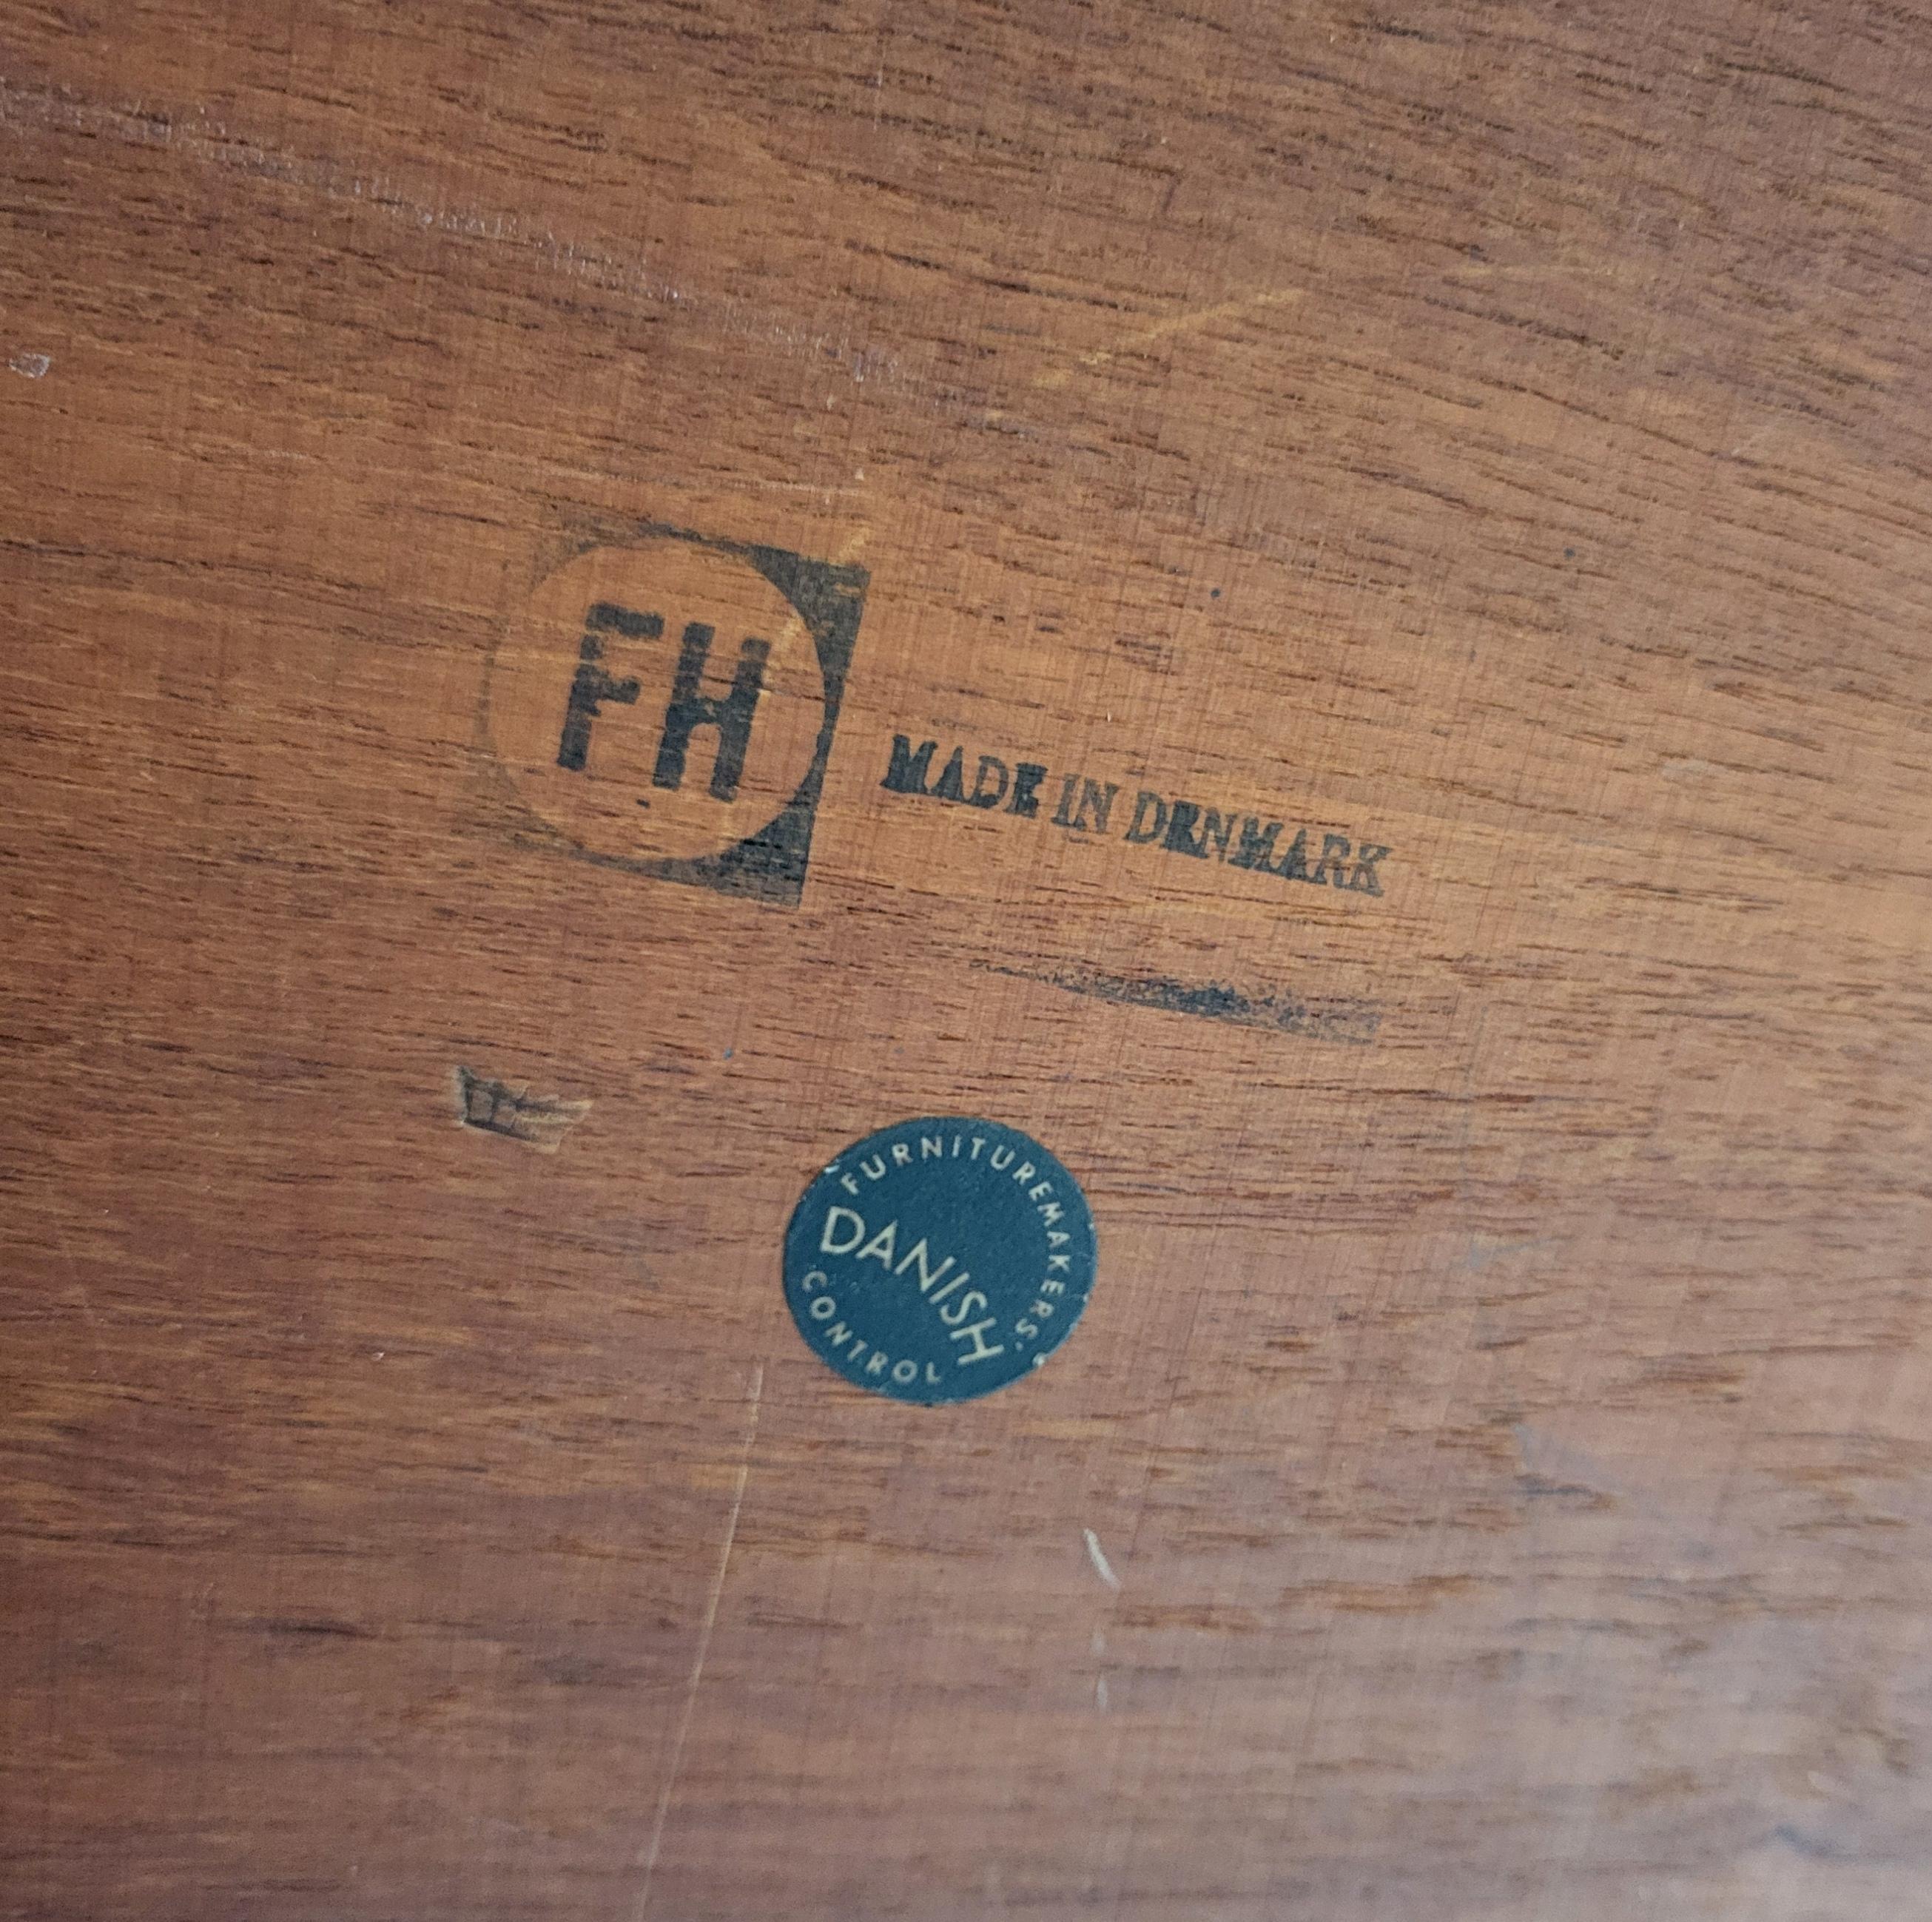 FH
MADE IN DENMARK
FURNITUREMAKERS'
DANISH
CONTROL